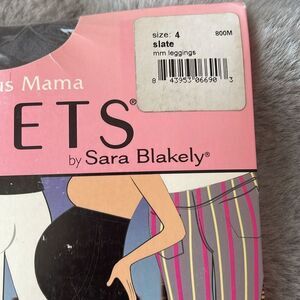 size: 4
800M
slate
mm leggings
8 43953 06690 3
us Mama
ETS®
by Sara Blakely®